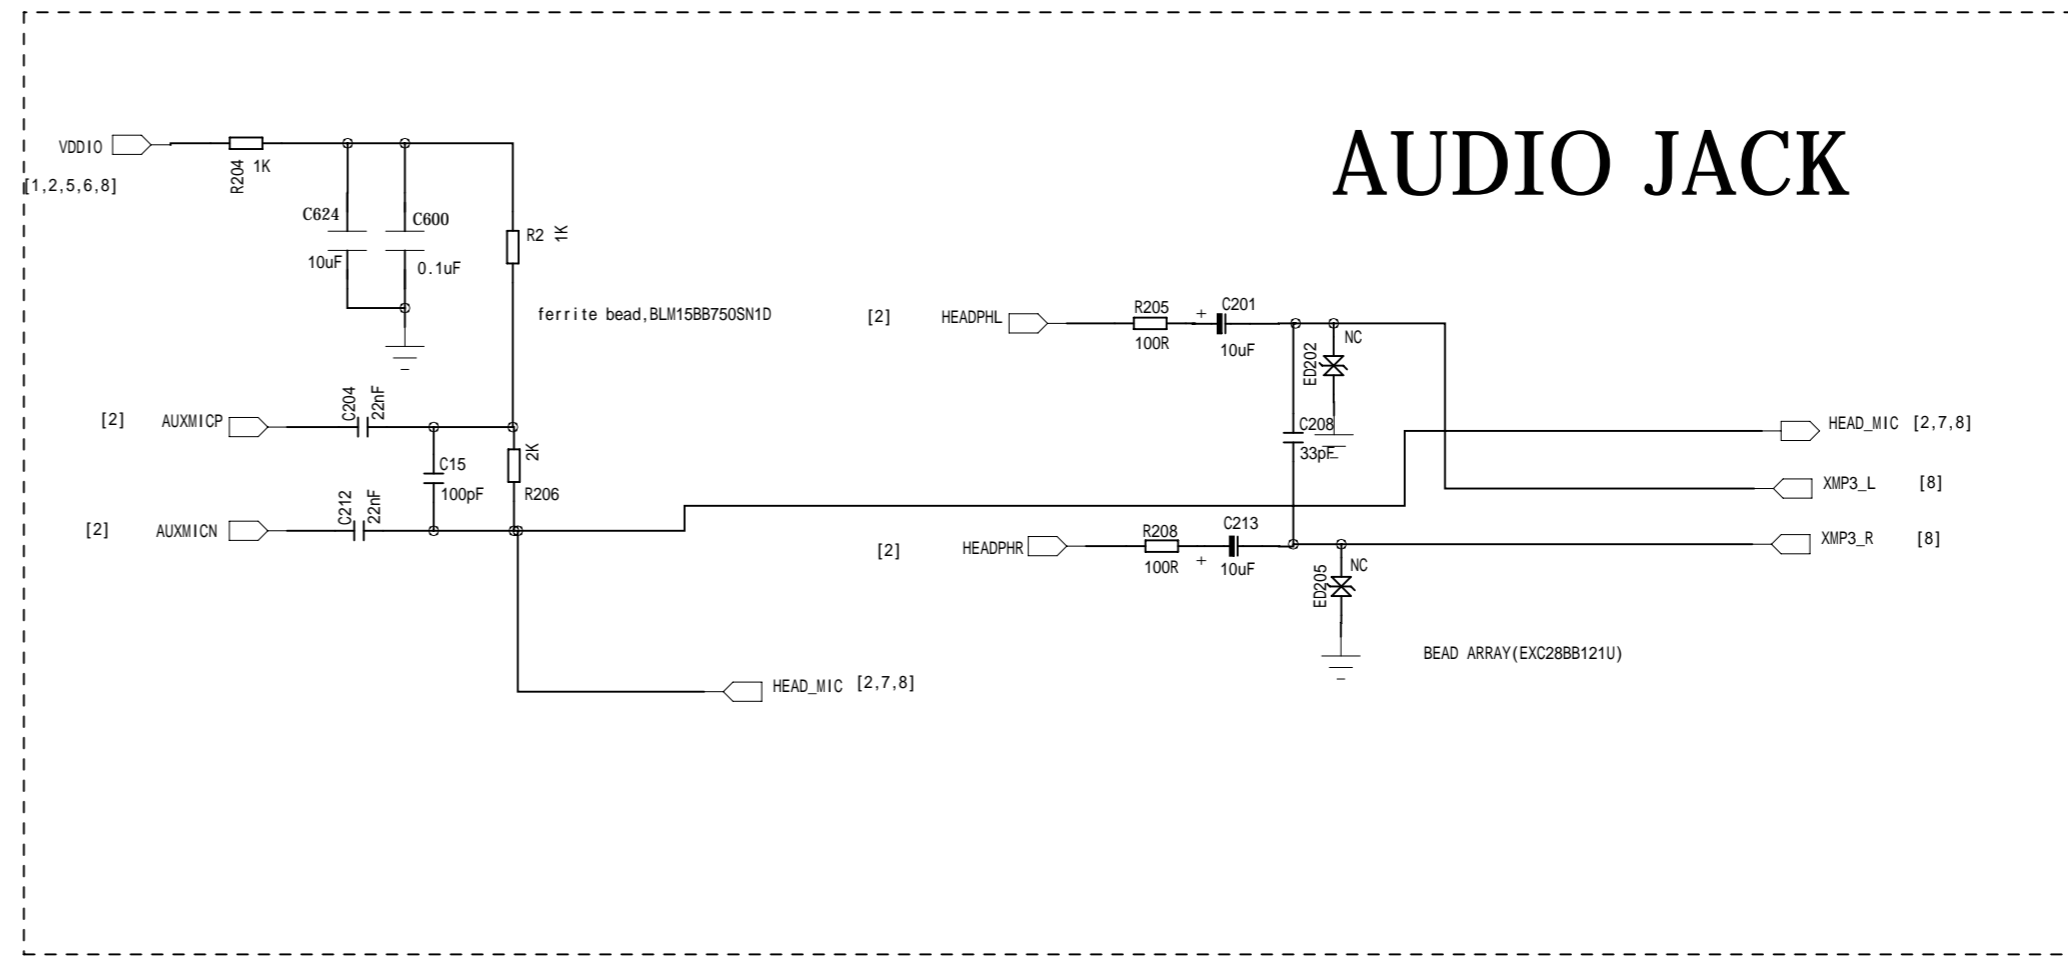 AUDIO JACK
VDDIO
[1,2,5,6,8]
R204
1K
C624
10uF
C600
0.1uF
R2
1K
ferrite bead,BLM15BB750SN1D
[2]
AUXMICP
C204
22nF
C15
100pF
2K
R206
[2]
AUXMICN
C212
22nF
HEAD_MIC [2,7,8]
[2]
HEADPHL
R205
100R
+
C201
10uF
NC
ED202
C208
33pF
HEAD_MIC [2,7,8]
XMP3_L [8]
[2]
HEADPHR
R208
100R
+
C213
10uF
XMP3_R [8]
NC
ED205
BEAD ARRAY(EXC28BB121U)